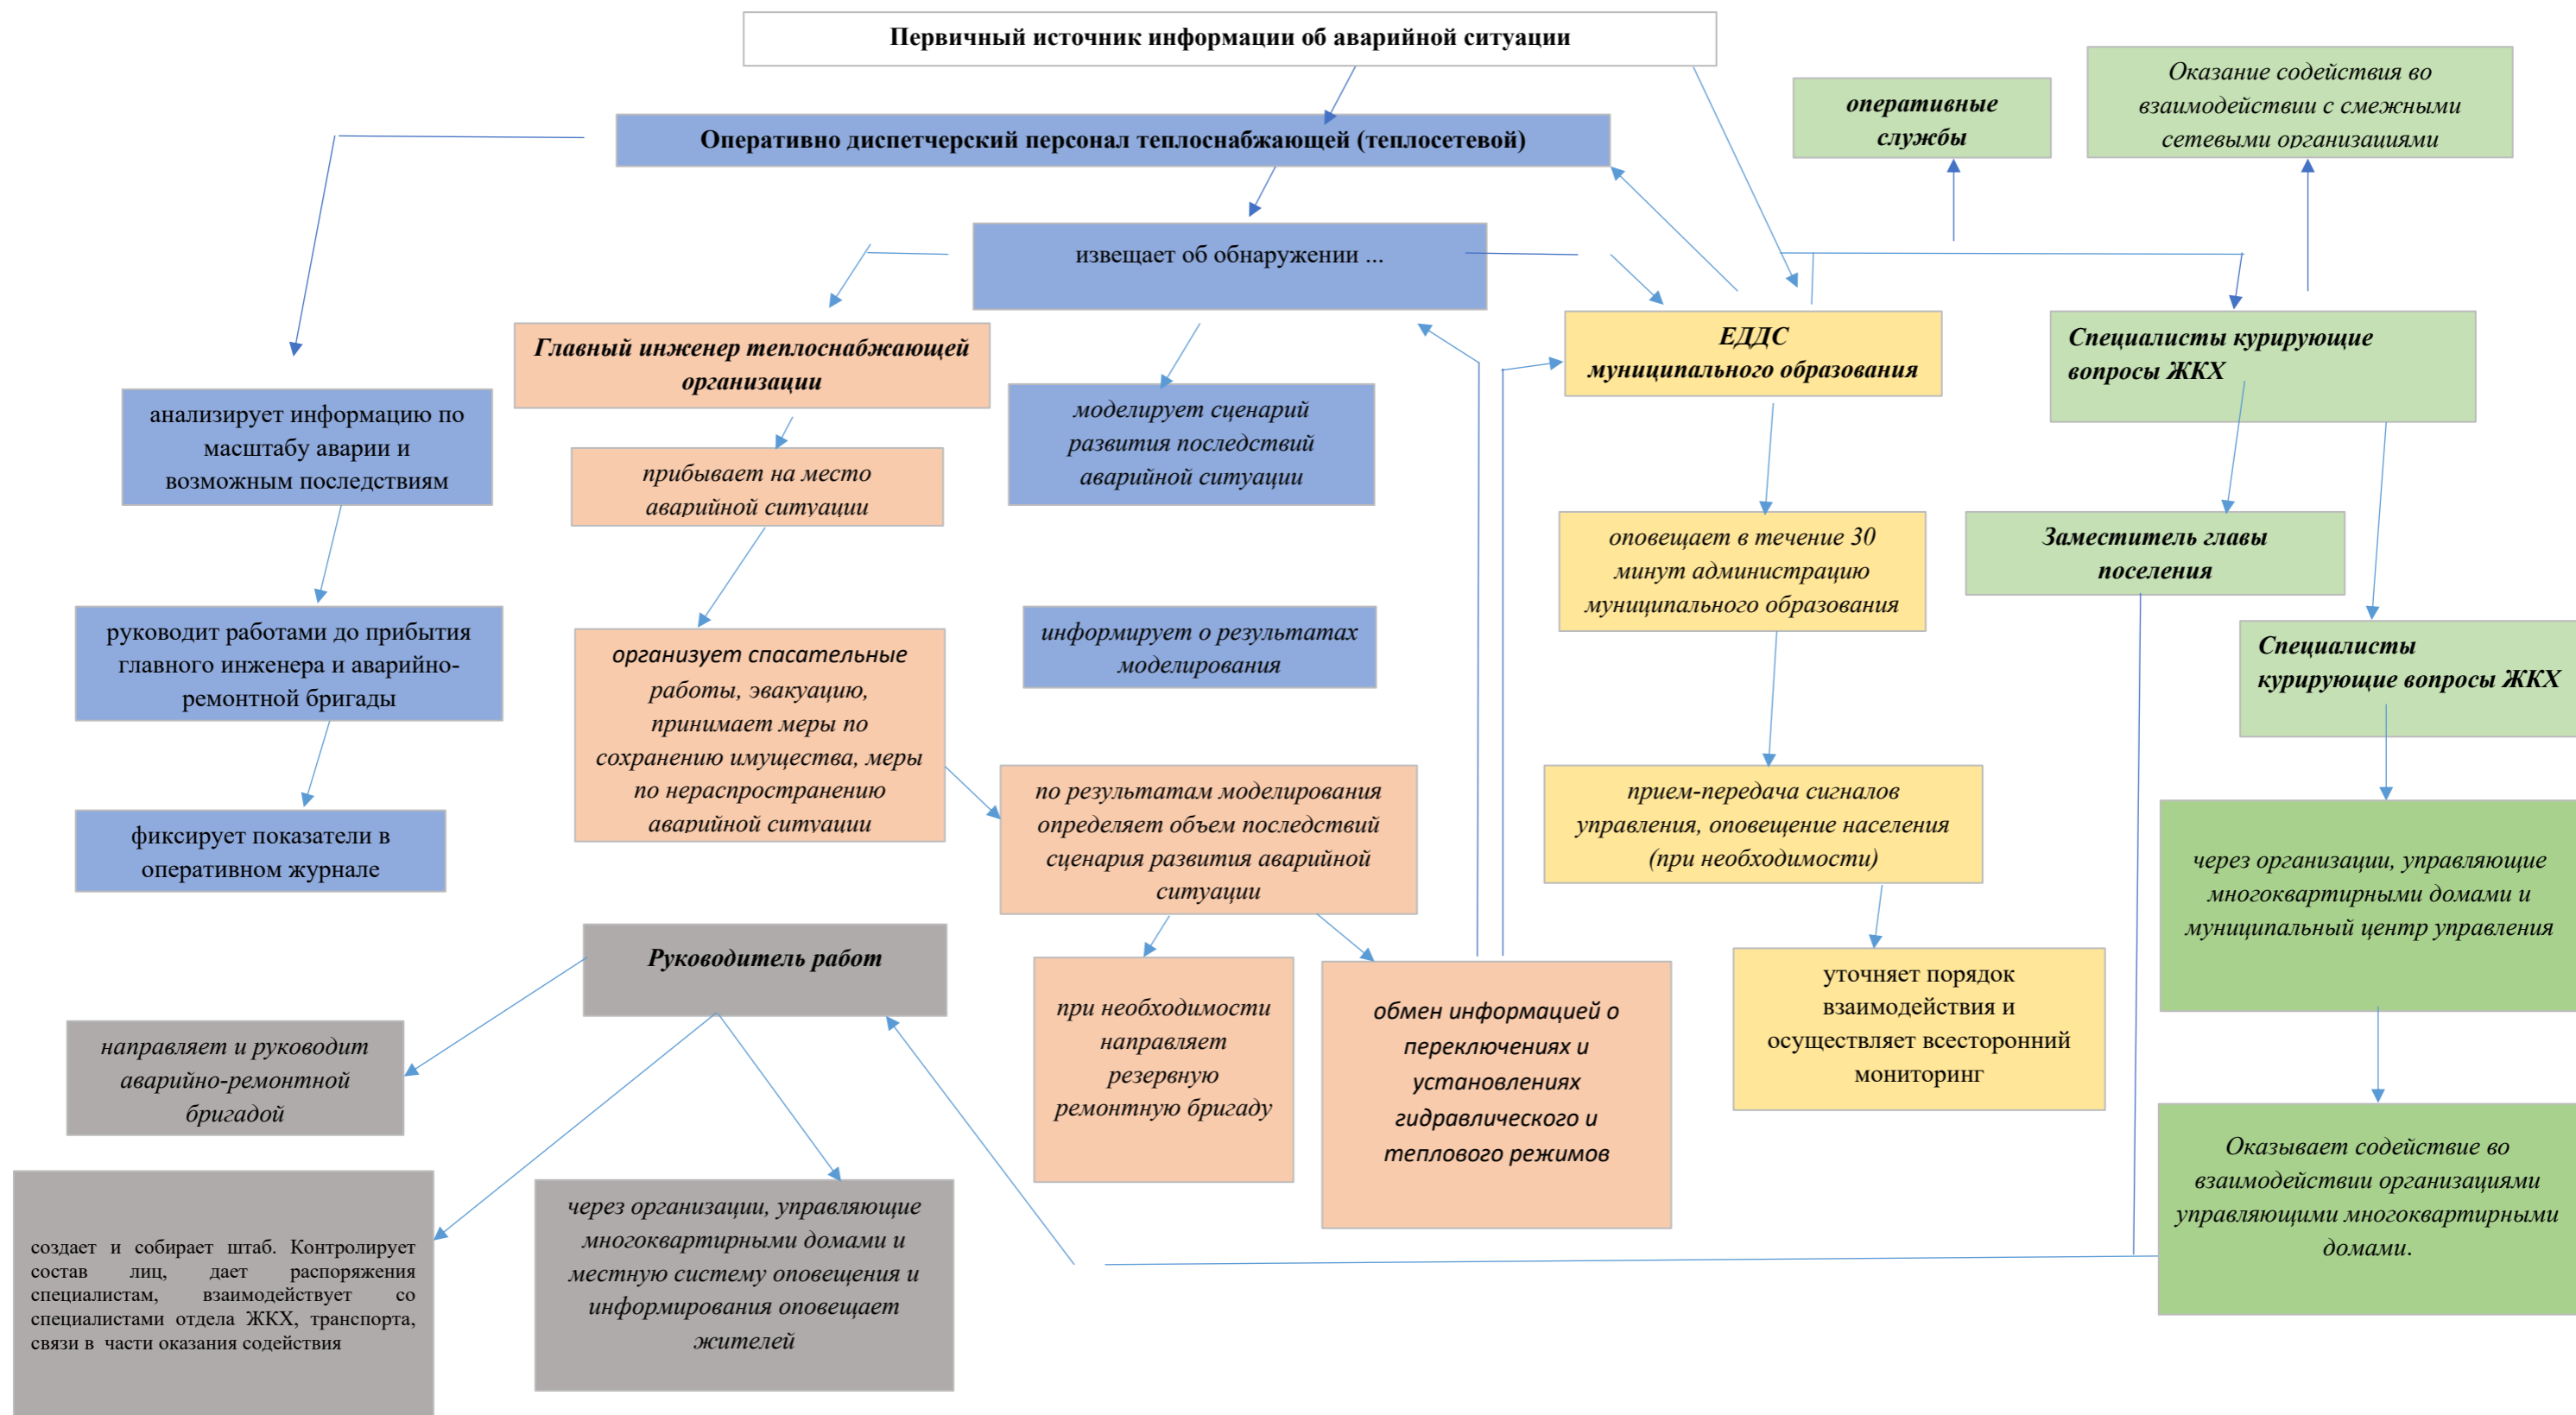 Первичный источник информации об аварийной ситуации
оперативные
службы
Оказание содействия во
взаимодействии с смежными
сетевыми организациями
Оперативно диспетчерский персонал теплоснабжающей (теплосетевой)
извещает об обнаружении ...
Главный инженер теплоснабжающей
организации
ЕДДС
муниципального образования
Специалисты курирующие
вопросы ЖКХ
анализирует информацию по
масштабу аварии и
возможным последствиям
прибывает на место
аварийной ситуации
моделирует сценарий
развития последствий
аварийной ситуации
оповещает в течение 30
минут администрацию
муниципального образования
Заместитель главы
поселения
руководит работами до прибытия
главного инженера и аварийно-
ремонтной бригады
организует спасательные
работы, эвакуацию,
принимает меры по
сохранению имущества, меры
по нераспространению
аварийной ситуации
информирует о результатах
моделирования
Специалисты
курирующие вопросы ЖКХ
фиксирует показатели в
оперативном журнале
по результатам моделирования
определяет объем последствий
сценария развития аварийной
ситуации
прием-передача сигналов
управления, оповещение населения
(при необходимости)
через организации, управляющие
многоквартирными домами и
муниципальный центр управления
Руководитель работ
при необходимости
направляет
резервную
ремонтную бригаду
обмен информацией о
переключениях и
установлениях
гидравлического и
теплового режимов
уточняет порядок
взаимодействия и
осуществляет всесторонний
мониторинг
направляет и руководит
аварийно-ремонтной
бригадой
Оказывает содействие во
взаимодействии организациями
управляющими многоквартирными
домами.
создает и собирает штаб. Контролирует
состав лиц, дает распоряжения
специалистам, взаимодействует со
специалистами отдела ЖКХ, транспорта,
связи в части оказания содействия
через организации, управляющие
многоквартирными домами и
местную систему оповещения и
информирования оповещает
жителей